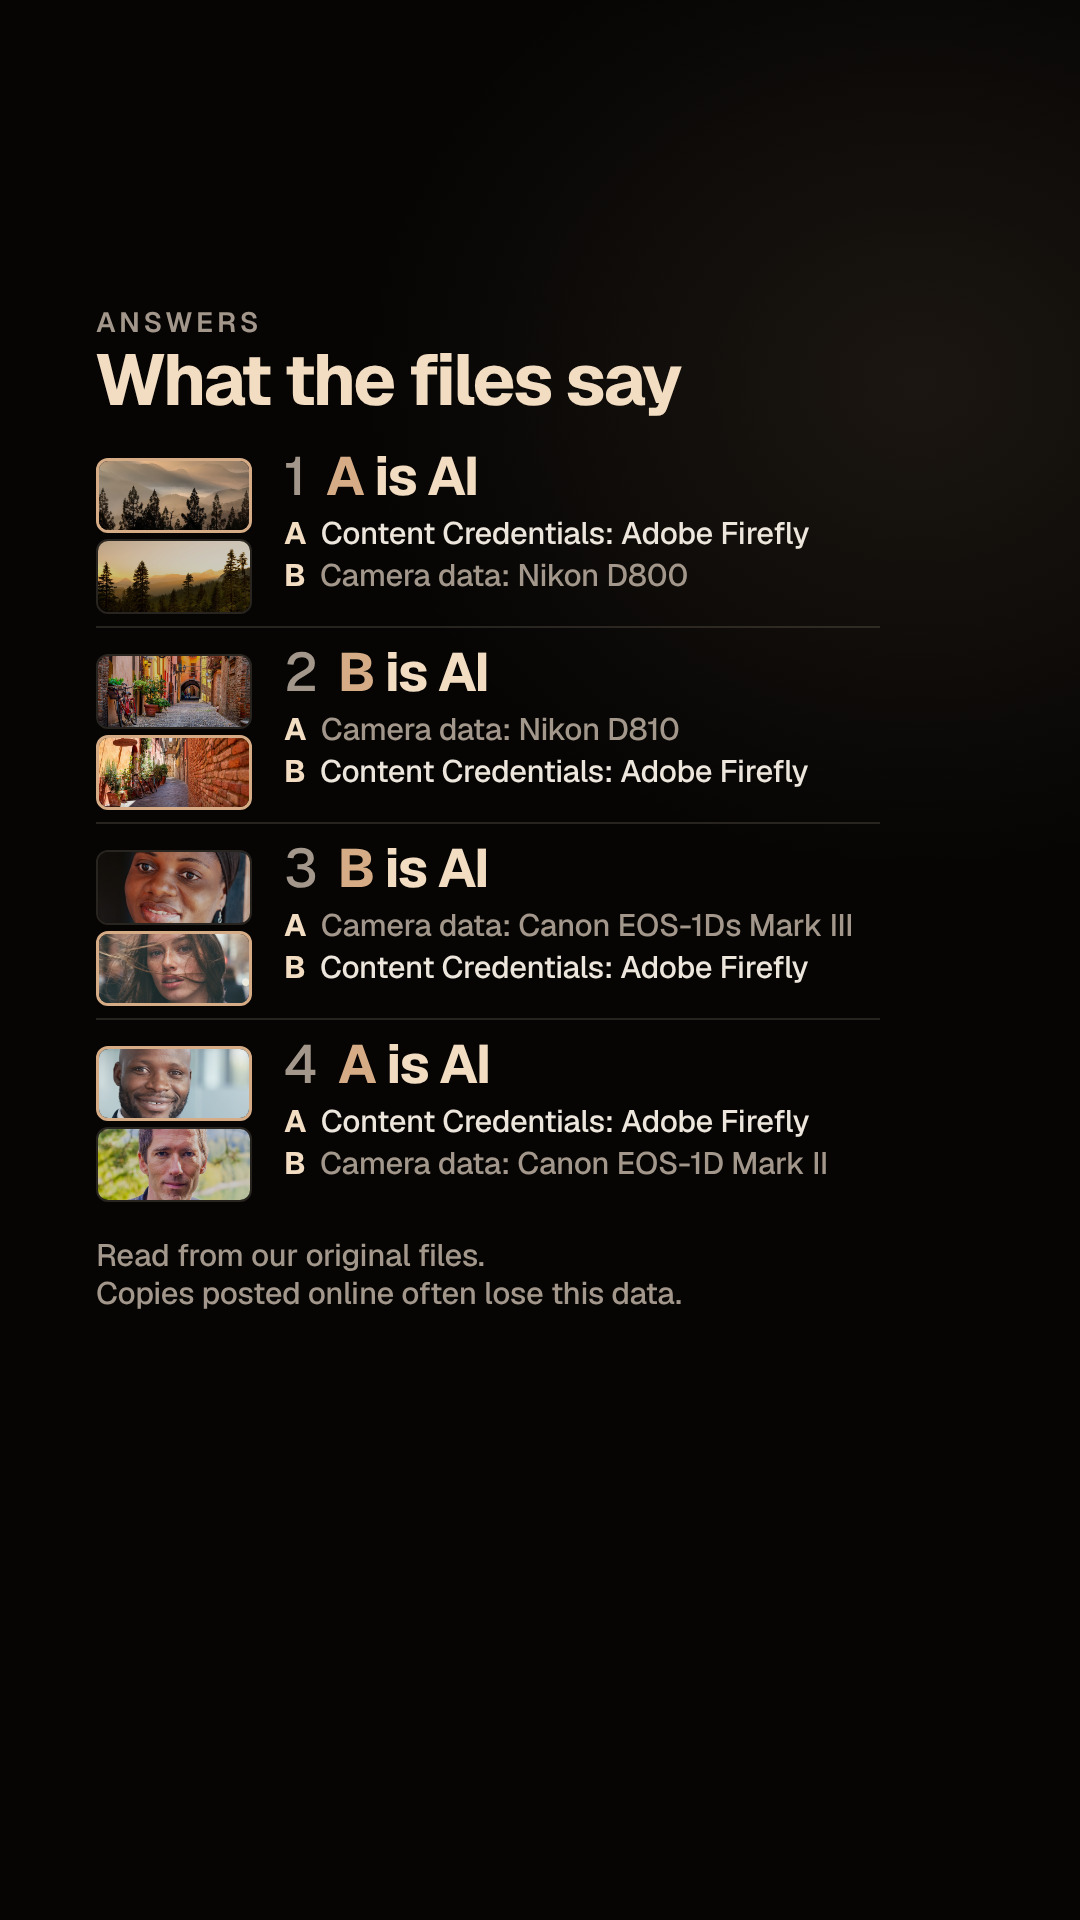 ANSWERS
What the files say
1 A is AI
A Content Credentials: Adobe Firefly
B Camera data: Nikon D800
2 B is AI
A Camera data: Nikon D810
B Content Credentials: Adobe Firefly
3 B is AI
A Camera data: Canon EOS-1Ds Mark III
B Content Credentials: Adobe Firefly
4 A is AI
A Content Credentials: Adobe Firefly
B Camera data: Canon EOS-1D Mark II
Read from our original files.
Copies posted online often lose this data.